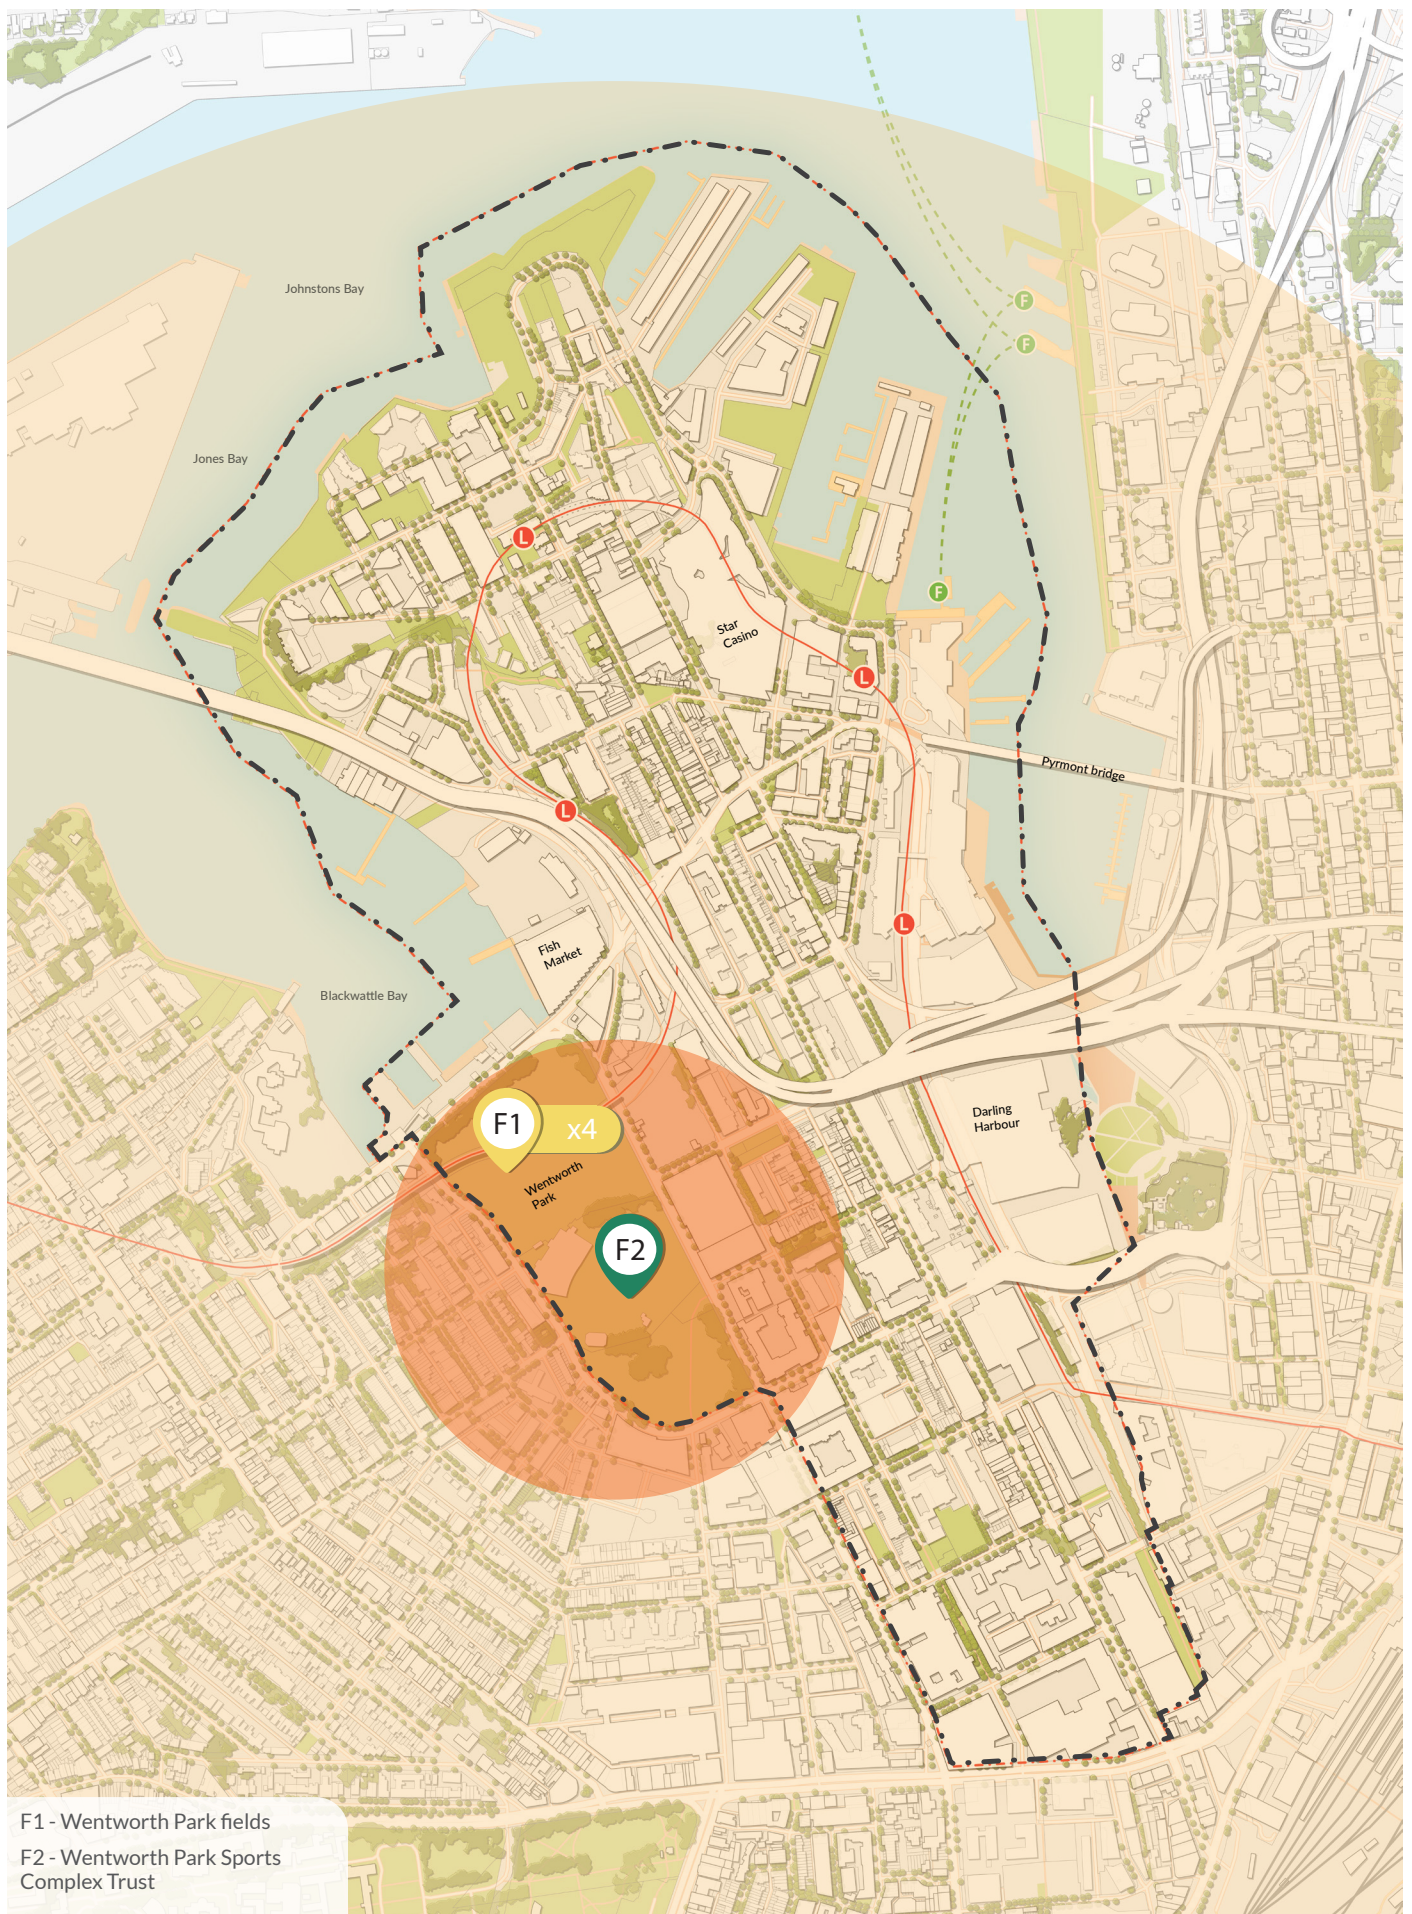 Johnstons Bay
F
F
Jones Bay
L
F
Star
Casino
L
Pyrmont bridge
L
L
Fish
Market
Blackwattle Bay
Darling
Harbour
F1
x4
Wentworth
Park
F2
F1 - Wentworth Park fields
F2 - Wentworth Park Sports
Complex Trust